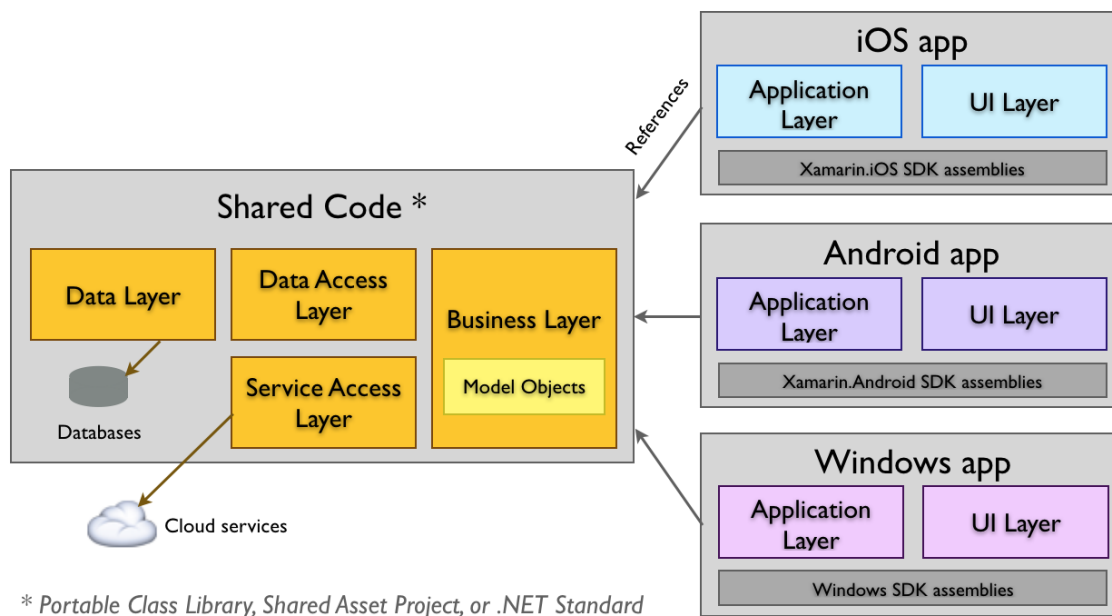 iOS app
Application
Layer
UI Layer
Xamarin.iOS SDK assemblies
References
Shared Code *
Data Layer
Data Access
Layer
Business Layer
Model Objects
Service Access
Layer
Databases
Cloud services
Android app
Application
Layer
UI Layer
Xamarin.Android SDK assemblies
Windows app
Application
Layer
UI Layer
Windows SDK assemblies
* Portable Class Library, Shared Asset Project, or .NET Standard